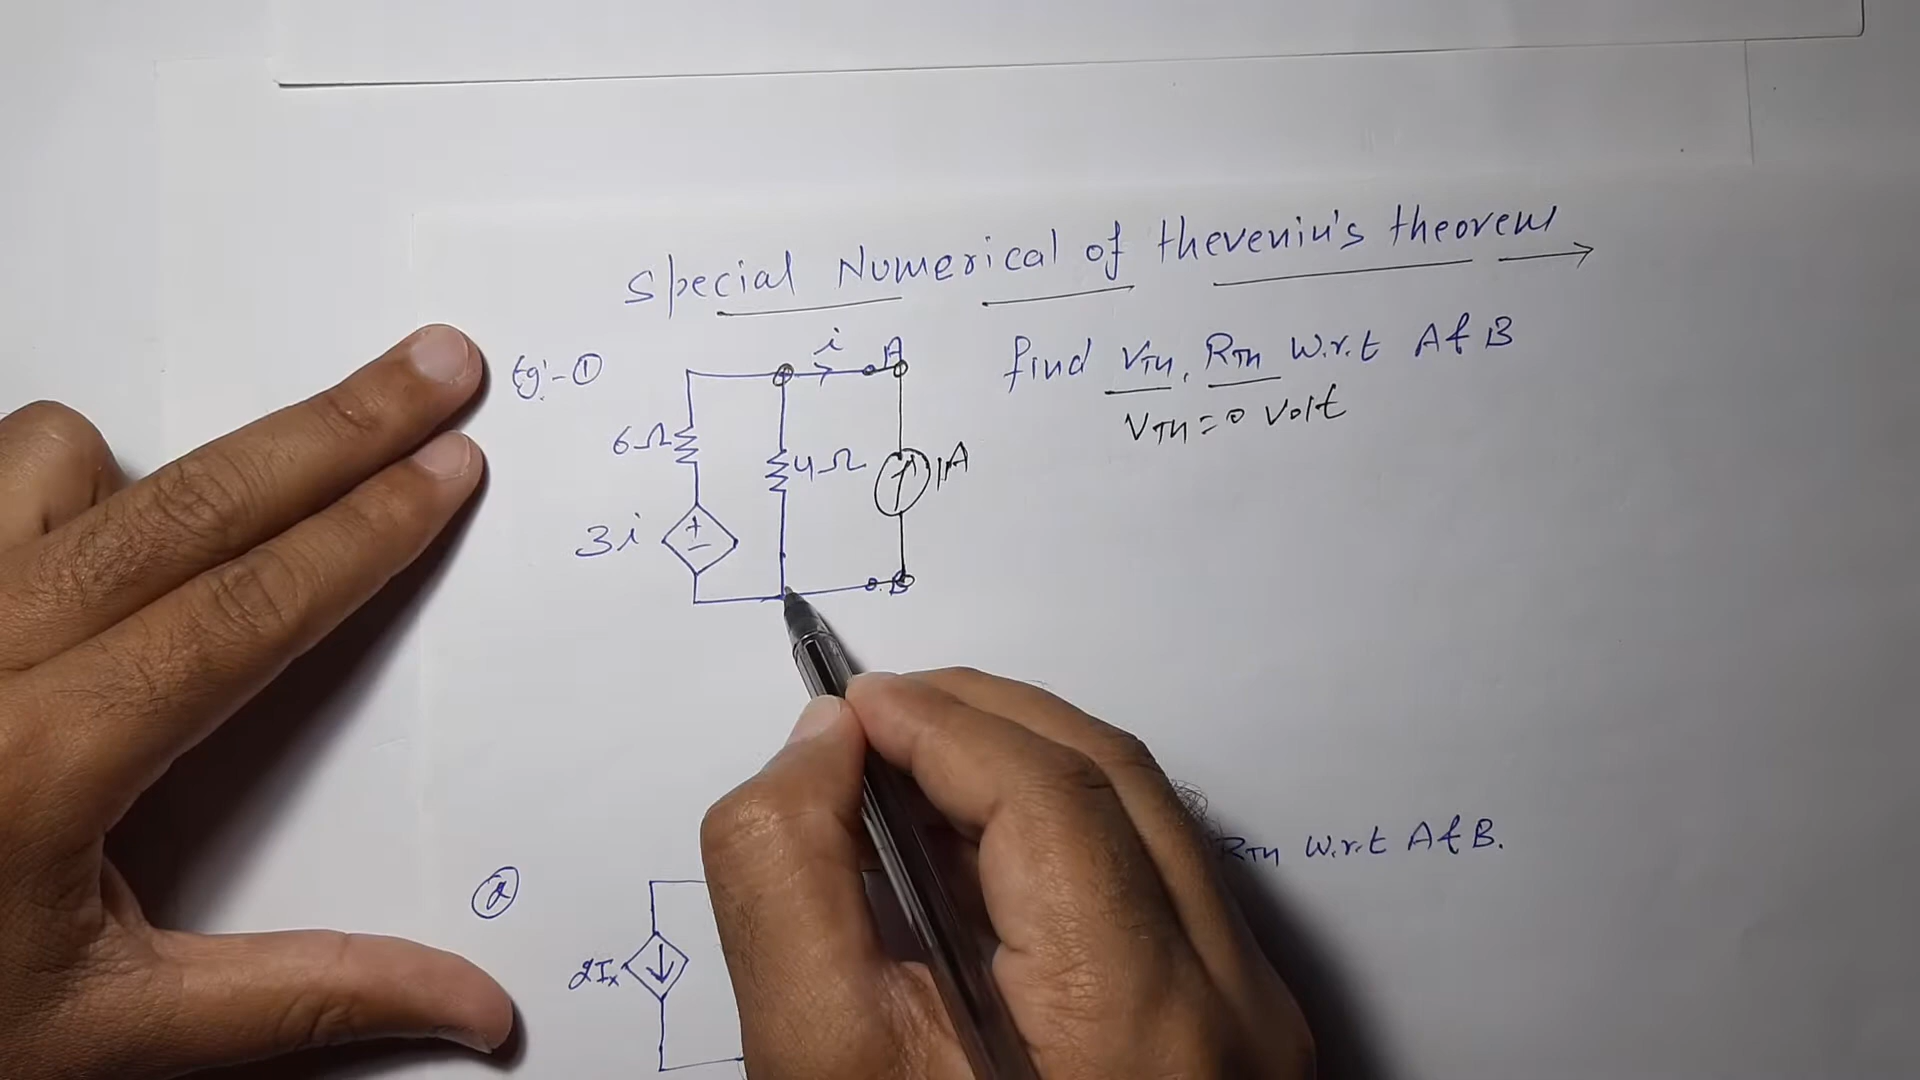 Special Numerical of thevenin's theorem
Eg:-① find VTH, RTH W.r.t A & B
VTH = 0 Volt
i
A
6Ω
4Ω
1A
3i
+
-
B
② RTH W.r.t A & B.
2Ix